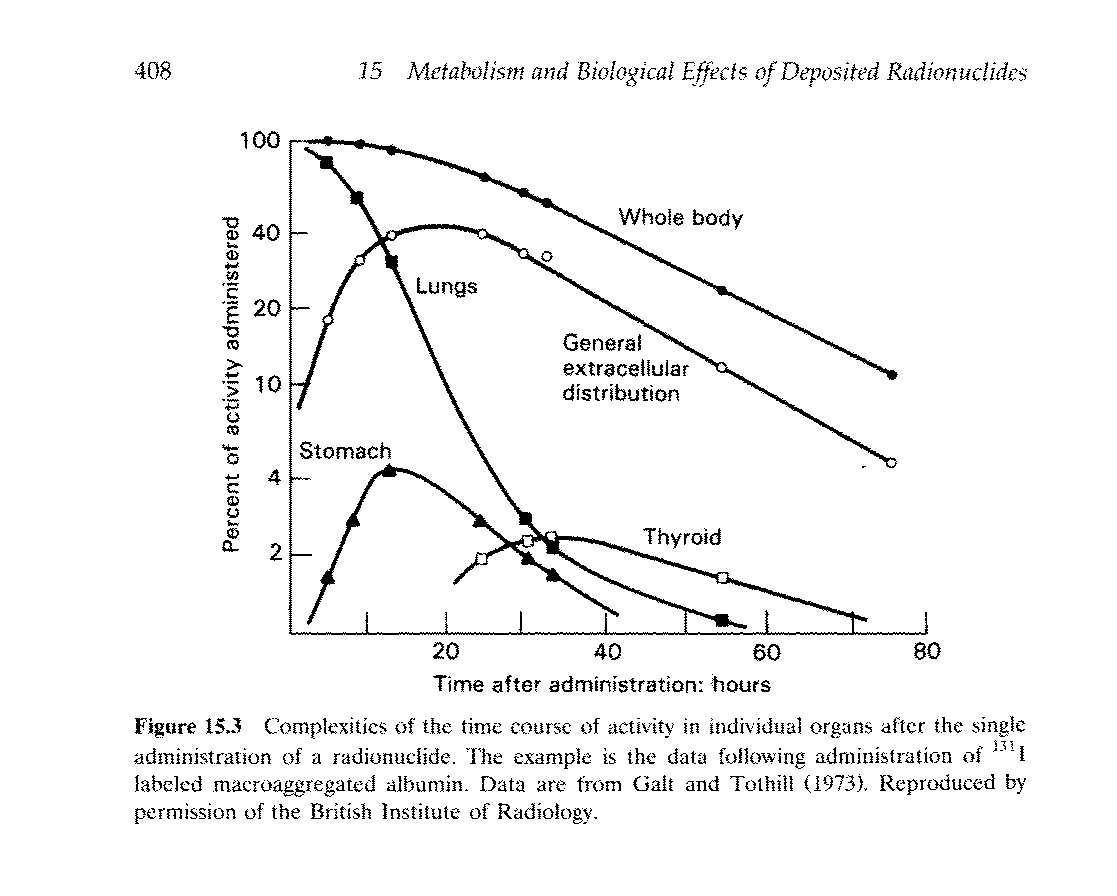 408
15 Metabolism and Biological Effects of Deposited Radionuclides
100
40
20
10
4
2
Percent of activity administered
Whole body
Lungs
General
extracellular
distribution
Stomach
Thyroid
20 40 60 80
Time after administration: hours
Figure 15.3 Complexities of the time course of activity in individual organs after the single
administration of a radionuclide. The example is the data following administration of ¹³¹I
labeled macroaggregated albumin. Data are from Galt and Tothill (1973). Reproduced by
permission of the British Institute of Radiology.